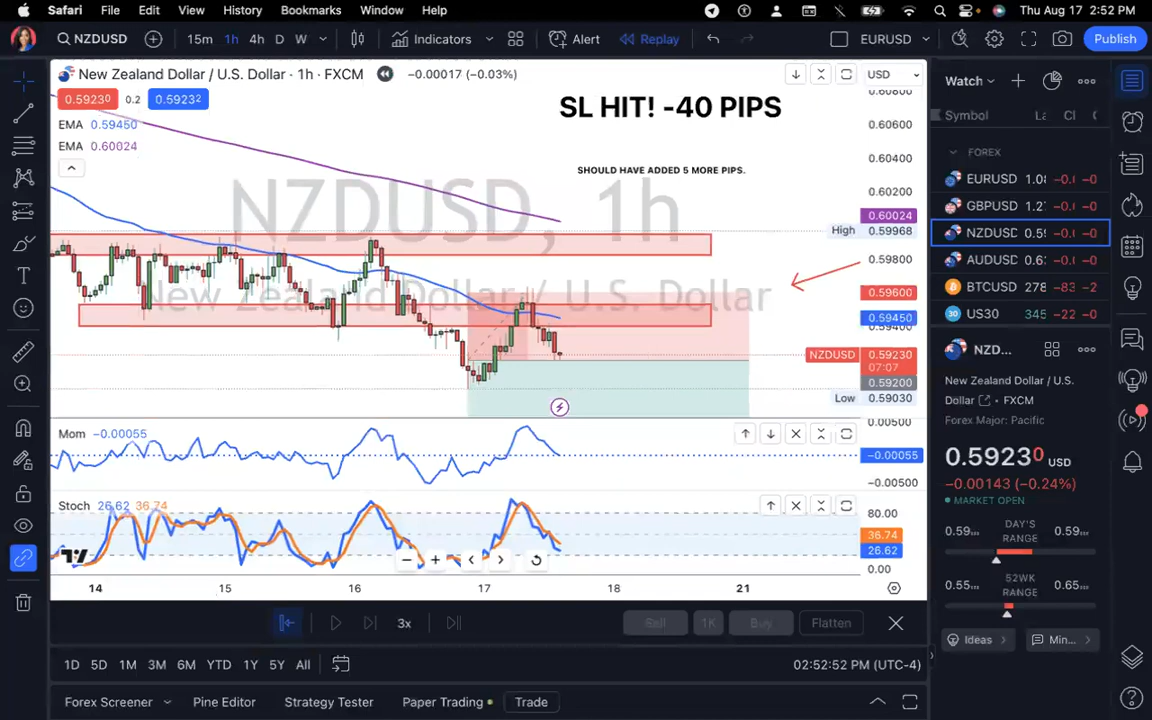 Safari File Edit View History Bookmarks Window Help Thu Aug 17 2:52 PM
NZDUSD 15m 1h 4h D W Indicators Alert Replay EURUSD Publish
New Zealand Dollar / U.S. Dollar · 1h · FXCM −0.00017 (−0.03%) USD
0.59230 0.2 0.59232
EMA 0.59450
EMA 0.60024
SL HIT! -40 PIPS
SHOULD HAVE ADDED 5 MORE PIPS.
NZDUSD, 1h
New Zealand Dollar / U.S. Dollar
0.60800
0.60600
0.60400
0.60200
0.60024
High 0.59968
0.59800
0.59600
0.59450
0.59400
NZDUSD 0.59230
07:07
0.59200
Low 0.59030
Mom −0.00055
0.00500
−0.00055
−0.00500
Stoch 26.62 36.74
80.00
36.74
26.62
0.00
14 15 16 17 18 21
3x Sell 1K Buy Flatten
1D 5D 1M 3M 6M YTD 1Y 5Y All 02:52:52 PM (UTC-4)
Forex Screener Pine Editor Strategy Tester Paper Trading Trade
Watch
Symbol
FOREX
EURUSD
GBPUSD
NZDUSD
AUDUSD
BTCUSD 278
US30 345
NZD...
New Zealand Dollar / U.S.
Dollar · FXCM
Forex Major: Pacific
0.59230 USD
−0.00143 (−0.24%)
MARKET OPEN
DAY'S
RANGE
52WK
RANGE
Ideas Min...